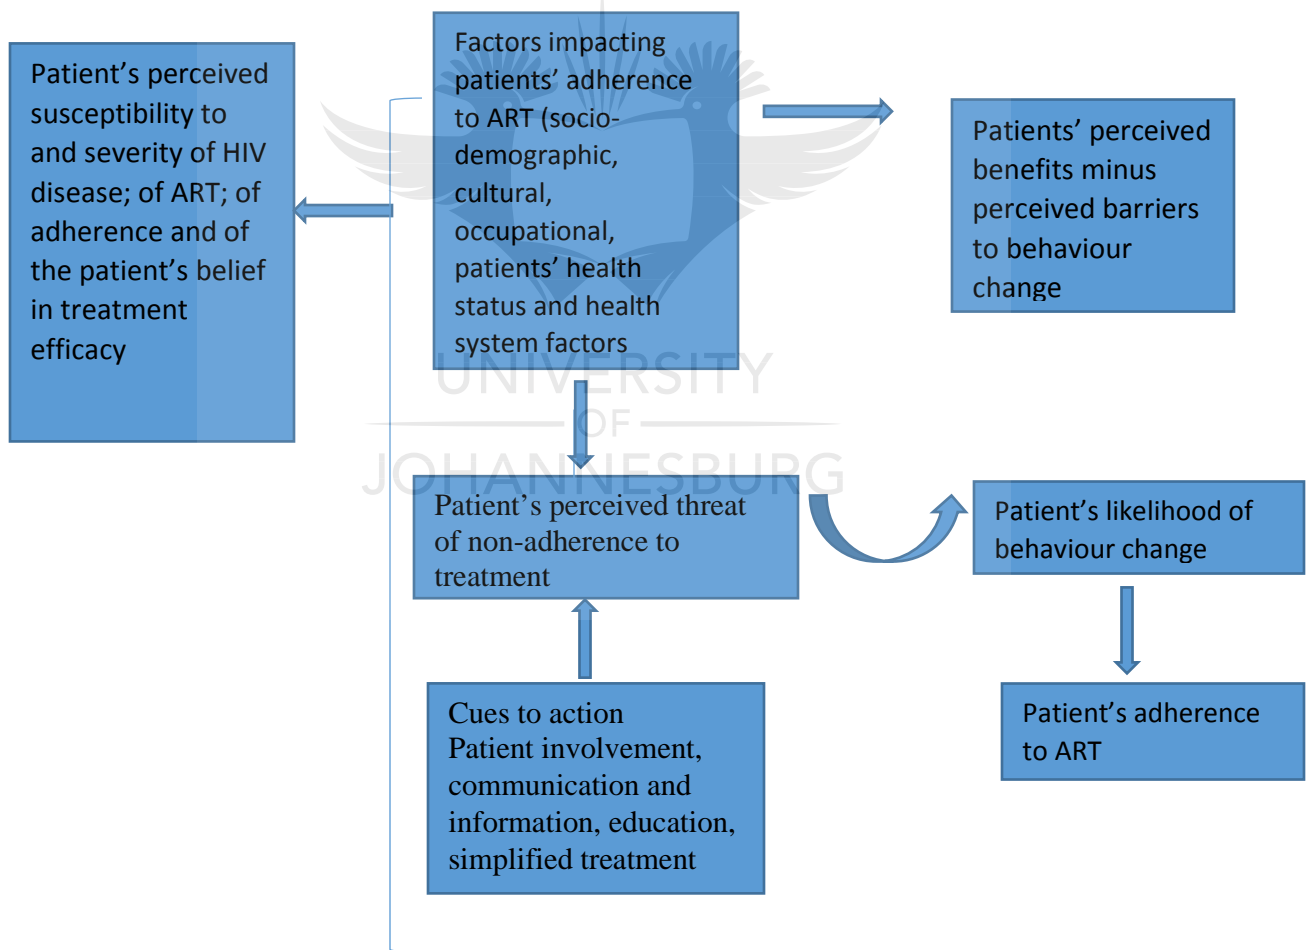 Patient’s perceived
susceptibility to
and severity of HIV
disease; of ART; of
adherence and of
the patient’s belief
in treatment
efficacy
Factors impacting
patients’ adherence
to ART (socio-
demographic,
cultural,
occupational,
patients’ health
status and health
system factors
Patients’ perceived
benefits minus
perceived barriers
to behaviour
change
UNIVERSITY
OF
JOHANNESBURG
Patient’s perceived threat
of non-adherence to
treatment
Patient’s likelihood of
behaviour change
Cues to action
Patient involvement,
communication and
information, education,
simplified treatment
Patient’s adherence
to ART